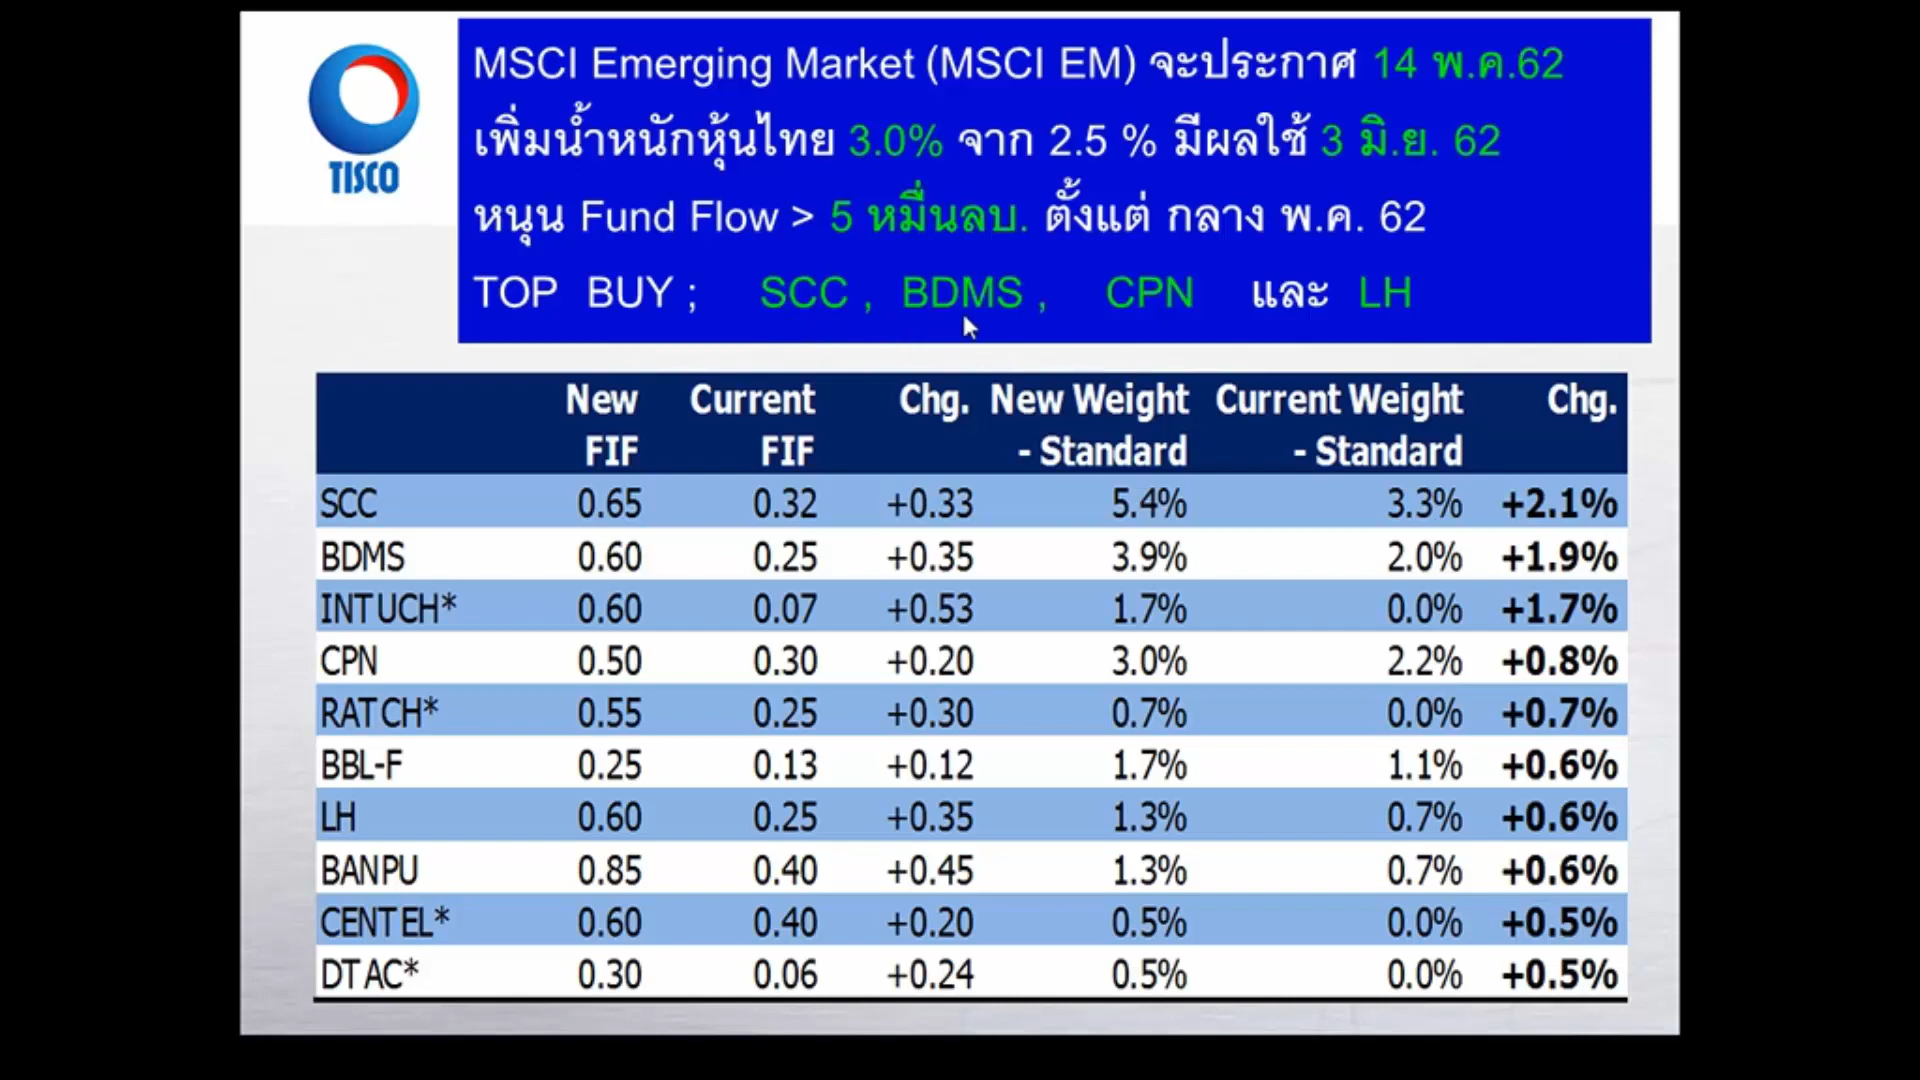 TISCO
MSCI Emerging Market (MSCI EM) จะประกาศ 14 พ.ค.62
เพิ่มน้ำหนักหุ้นไทย 3.0% จาก 2.5 % มีผลใช้ 3 มิ.ย. 62
หนุน Fund Flow > 5 หมื่นลบ. ตั้งแต่ กลาง พ.ค. 62
TOP BUY ; SCC , BDMS , CPN และ LH
New Current Chg. New Weight Current Weight Chg.
FIF FIF - Standard - Standard
SCC 0.65 0.32 +0.33 5.4% 3.3% +2.1%
BDMS 0.60 0.25 +0.35 3.9% 2.0% +1.9%
INTUCH* 0.60 0.07 +0.53 1.7% 0.0% +1.7%
CPN 0.50 0.30 +0.20 3.0% 2.2% +0.8%
RATCH* 0.55 0.25 +0.30 0.7% 0.0% +0.7%
BBL-F 0.25 0.13 +0.12 1.7% 1.1% +0.6%
LH 0.60 0.25 +0.35 1.3% 0.7% +0.6%
BANPU 0.85 0.40 +0.45 1.3% 0.7% +0.6%
CENTEL* 0.60 0.40 +0.20 0.5% 0.0% +0.5%
DTAC* 0.30 0.06 +0.24 0.5% 0.0% +0.5%